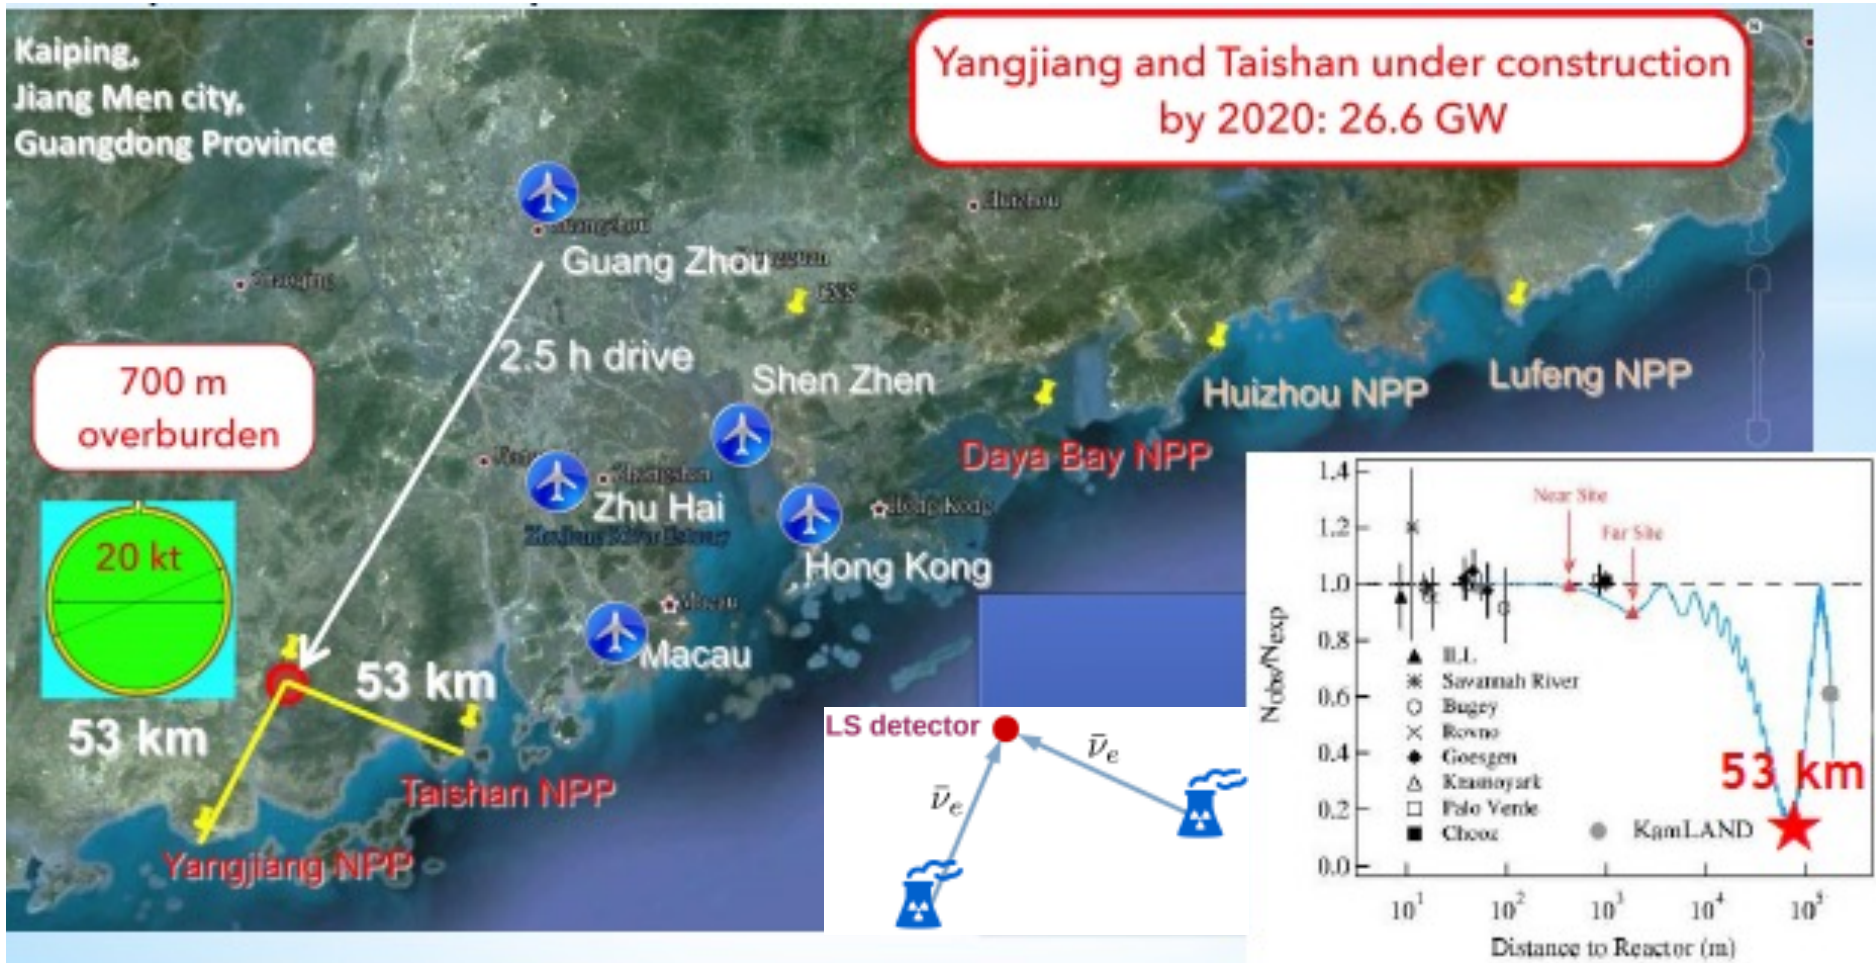 Kaiping,
Jiang Men city,
Guangdong Province
Yangjiang and Taishan under construction
by 2020: 26.6 GW
Huizhou
Guang Zhou
2.5 h drive
700 m
overburden
Shen Zhen
Huizhou NPP
Lufeng NPP
Daya Bay NPP
Zhu Hai
Hong Kong
Hong Kong
20 kt
Macau
Macau
53 km
53 km
Taishan NPP
Yangjiang NPP
LS detector
ν̄e
ν̄e
1.4
1.2
1.0
0.8
0.6
0.4
0.2
0.0
Nobs/Nexp
Near Site
Far Site
ILL
Savannah River
Bugey
Rovno
Goesgen
Krasnoyark
Palo Verde
Chooz
KamLAND
53 km
10¹ 10² 10³ 10⁴ 10⁵
Distance to Reactor (m)